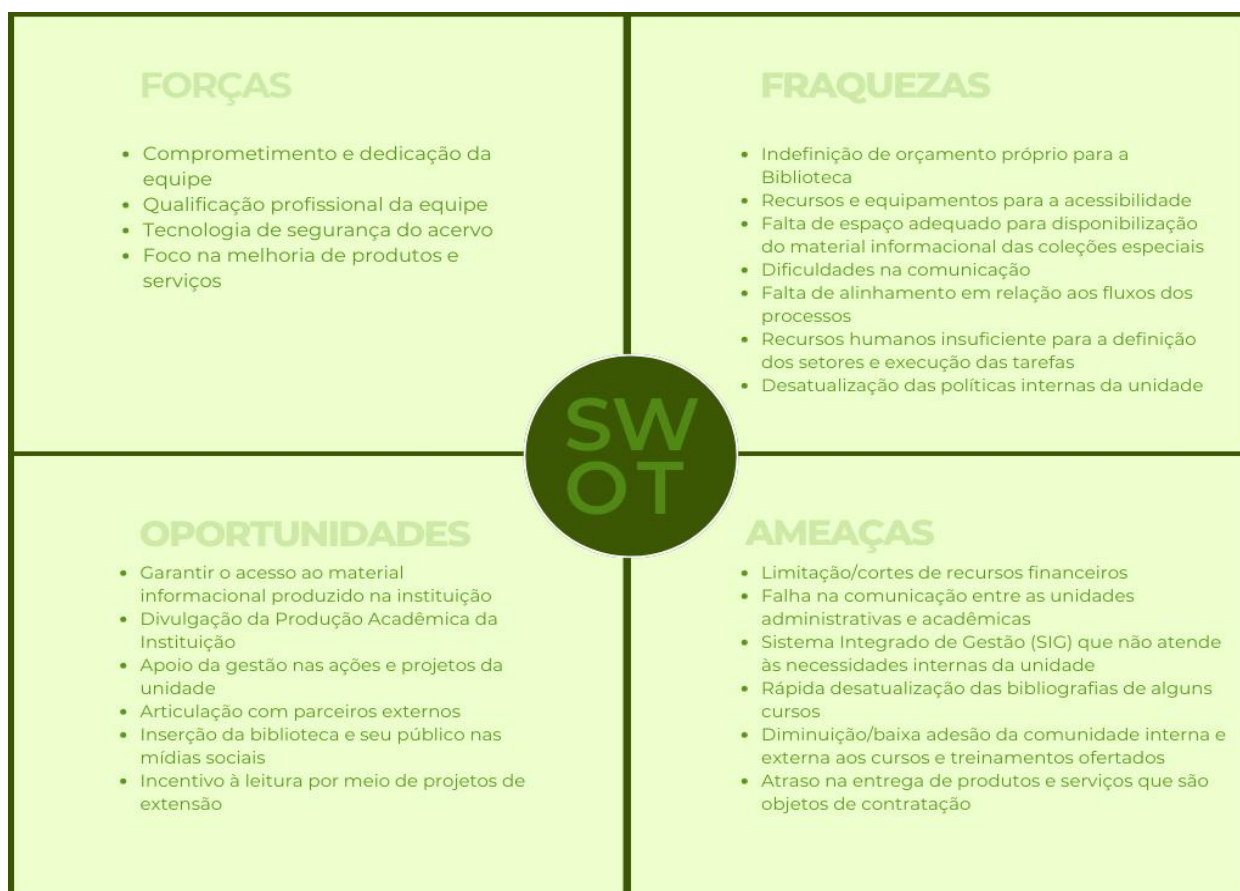 FORÇAS
• Comprometimento e dedicação da
equipe
• Qualificação profissional da equipe
• Tecnologia de segurança do acervo
• Foco na melhoria de produtos e
serviços
FRAQUEZAS
• Indefinição de orçamento próprio para a
Biblioteca
• Recursos e equipamentos para a acessibilidade
• Falta de espaço adequado para disponibilização
do material informacional das coleções especiais
• Dificuldades na comunicação
• Falta de alinhamento em relação aos fluxos dos
processos
• Recursos humanos insuficiente para a definição
dos setores e execução das tarefas
• Desatualização das políticas internas da unidade
SW
OT
OPORTUNIDADES
• Garantir o acesso ao material
informacional produzido na instituição
• Divulgação da Produção Acadêmica da
Instituição
• Apoio da gestão nas ações e projetos da
unidade
• Articulação com parceiros externos
• Inserção da biblioteca e seu público nas
mídias sociais
• Incentivo à leitura por meio de projetos de
extensão
AMEAÇAS
• Limitação/cortes de recursos financeiros
• Falha na comunicação entre as unidades
administrativas e acadêmicas
• Sistema Integrado de Gestão (SIG) que não atende
às necessidades internas da unidade
• Rápida desatualização das bibliografias de alguns
cursos
• Diminuição/baixa adesão da comunidade interna e
externa aos cursos e treinamentos ofertados
• Atraso na entrega de produtos e serviços que são
objetos de contratação